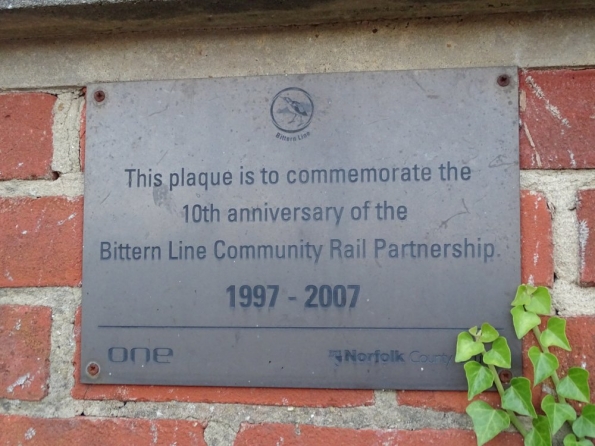 Bittern Line
This plaque is to commemorate the
10th anniversary of the
Bittern Line Community Rail Partnership
1997 - 2007
one
Norfolk County